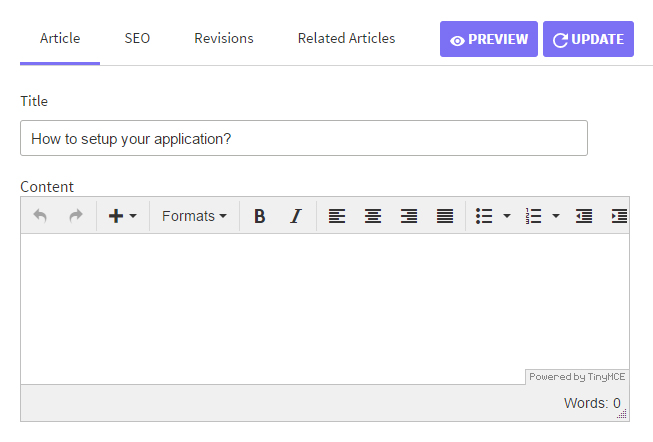 Article SEO Revisions Related Articles PREVIEW UPDATE
Title
How to setup your application?
Content
Formats B I
Powered by TinyMCE
Words: 0